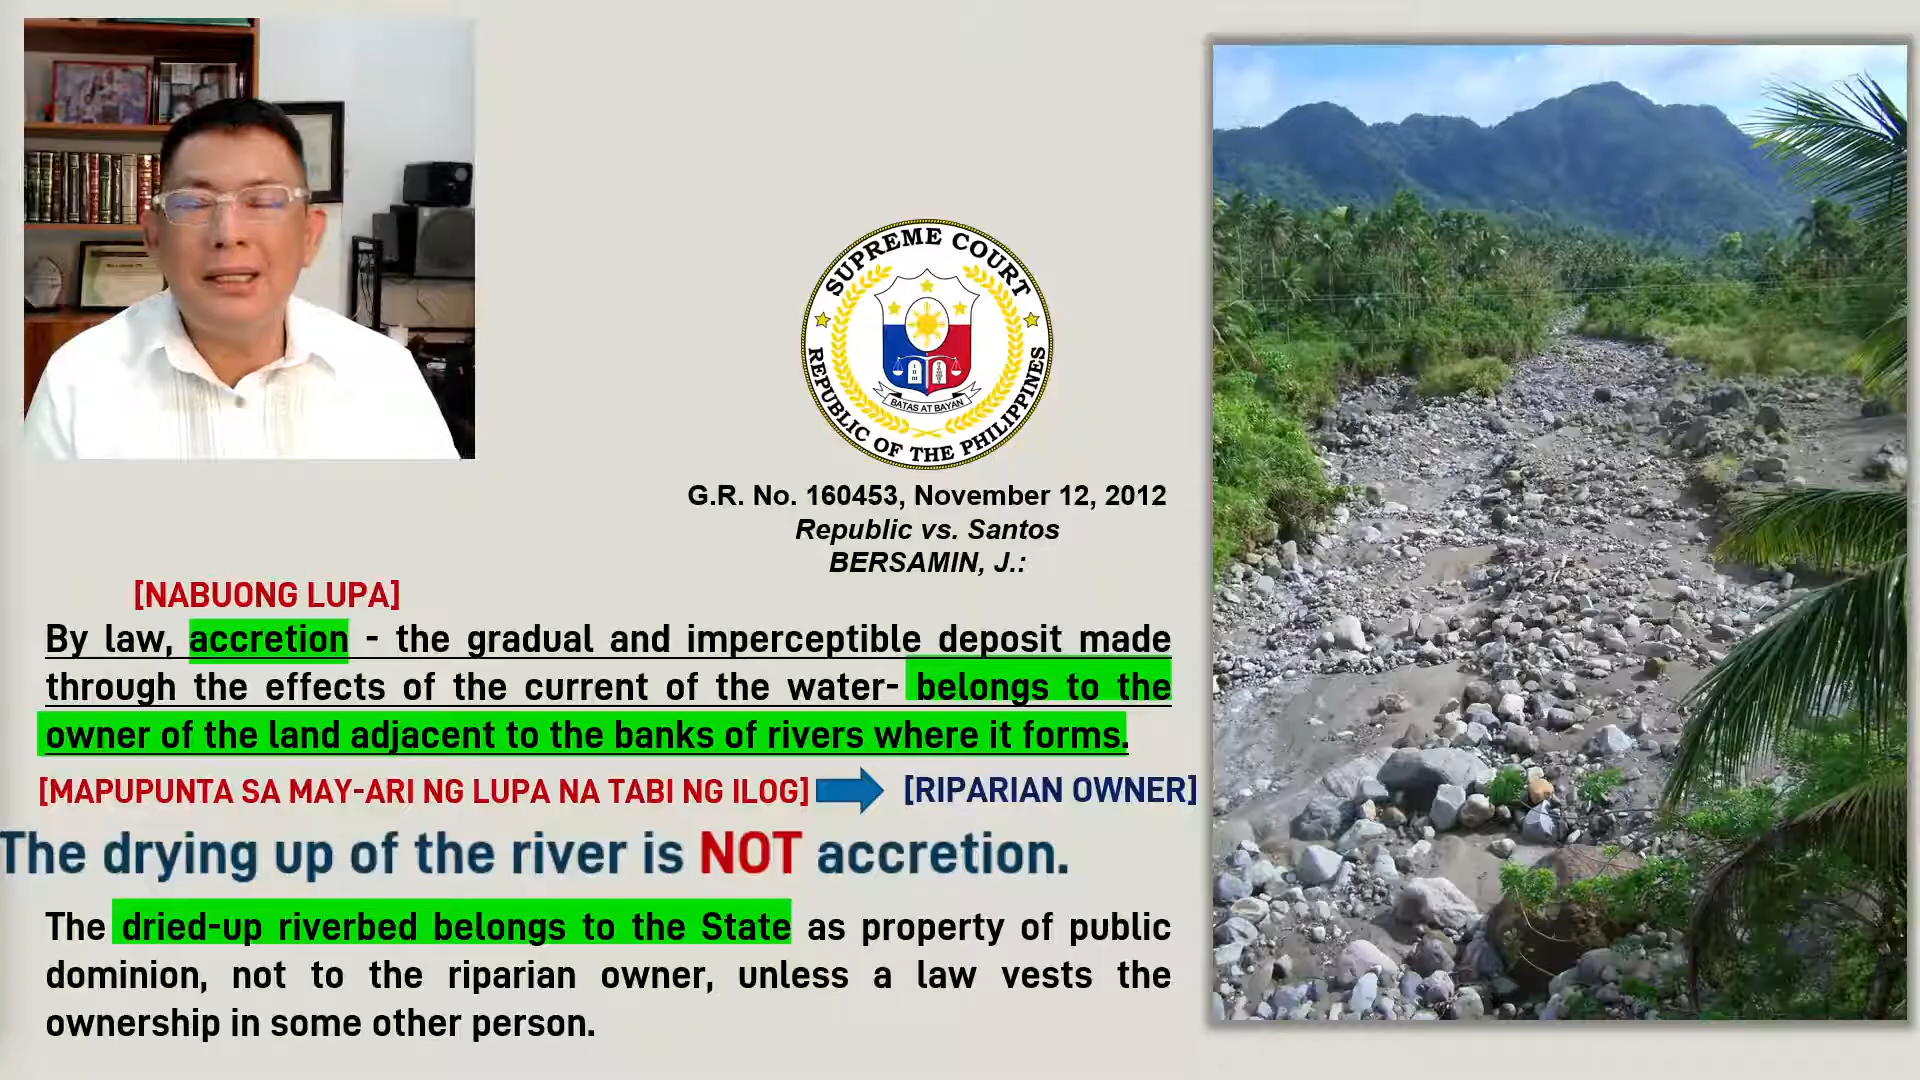 SUPREME COURT
REPUBLIC OF THE PHILIPPINES
BATAS AT BAYAN
G.R. No. 160453, November 12, 2012
Republic vs. Santos
BERSAMIN, J.:
[NABUONG LUPA]
By law, accretion - the gradual and imperceptible deposit made
through the effects of the current of the water- belongs to the
owner of the land adjacent to the banks of rivers where it forms.
[MAPUPUNTA SA MAY-ARI NG LUPA NA TABI NG ILOG] [RIPARIAN OWNER]
The drying up of the river is NOT accretion.
The dried-up riverbed belongs to the State as property of public
dominion, not to the riparian owner, unless a law vests the
ownership in some other person.